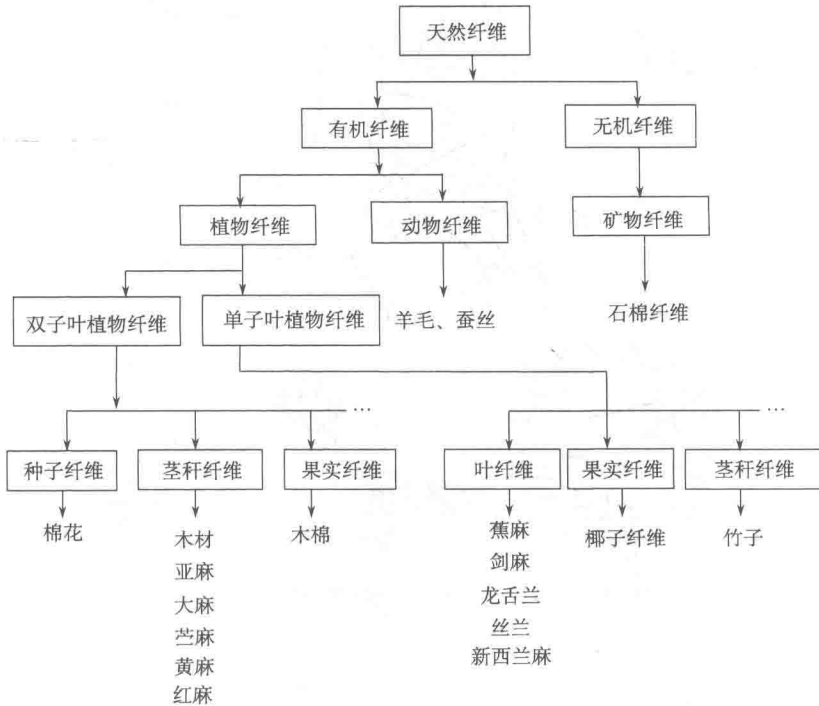 天然纤维
有机纤维
无机纤维
植物纤维
动物纤维
矿物纤维
双子叶植物纤维
单子叶植物纤维
羊毛、蚕丝
石棉纤维
…
…
种子纤维
茎秆纤维
果实纤维
叶纤维
果实纤维
茎秆纤维
棉花
木材
亚麻
大麻
苎麻
黄麻
红麻
木棉
蕉麻
剑麻
龙舌兰
丝兰
新西兰麻
椰子纤维
竹子